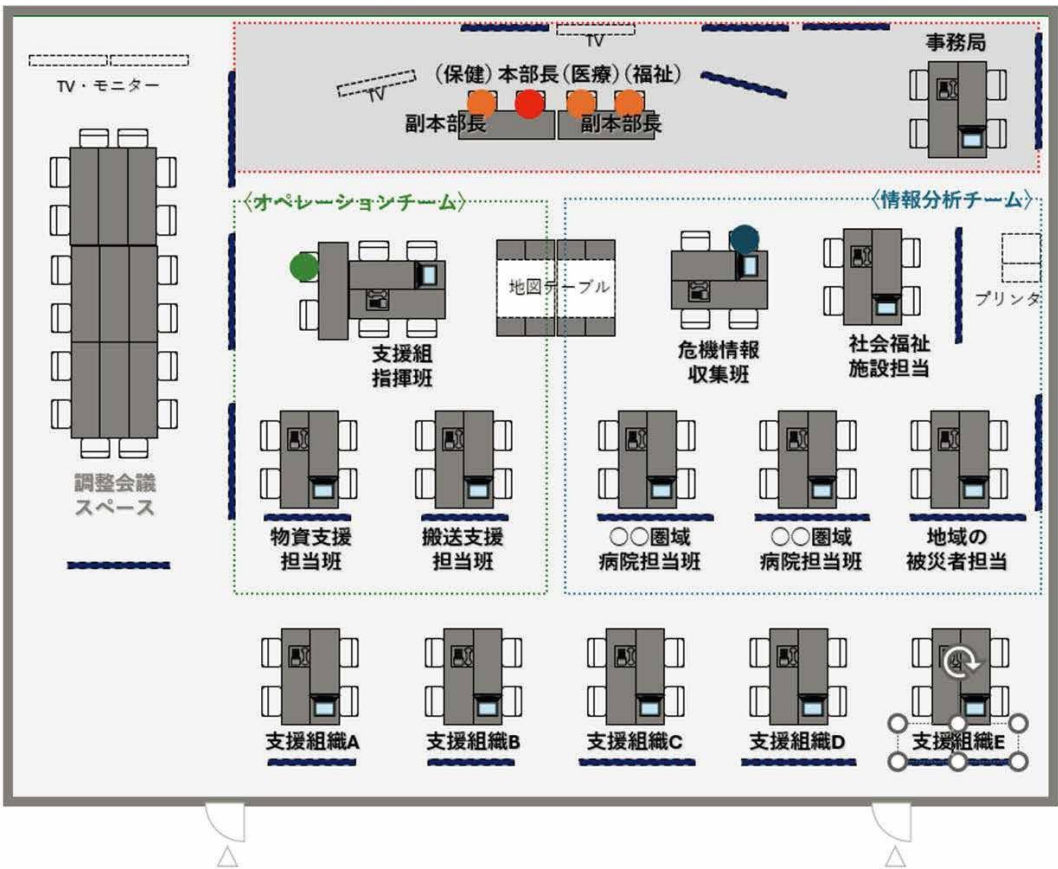 TV
事務局
TV・モニター
(保健) 本部長(医療)(福祉)
TV
副本部長
副本部長
〈オペレーションチーム〉
〈情報分析チーム〉
地図テーブル
プリンタ
支援組
指揮班
危機情報
収集班
社会福祉
施設担当
調整会議
スペース
物資支援
担当班
搬送支援
担当班
〇〇圏域
病院担当班
〇〇圏域
病院担当班
地域の
被災者担当
支援組織A
支援組織B
支援組織C
支援組織D
支援組織E